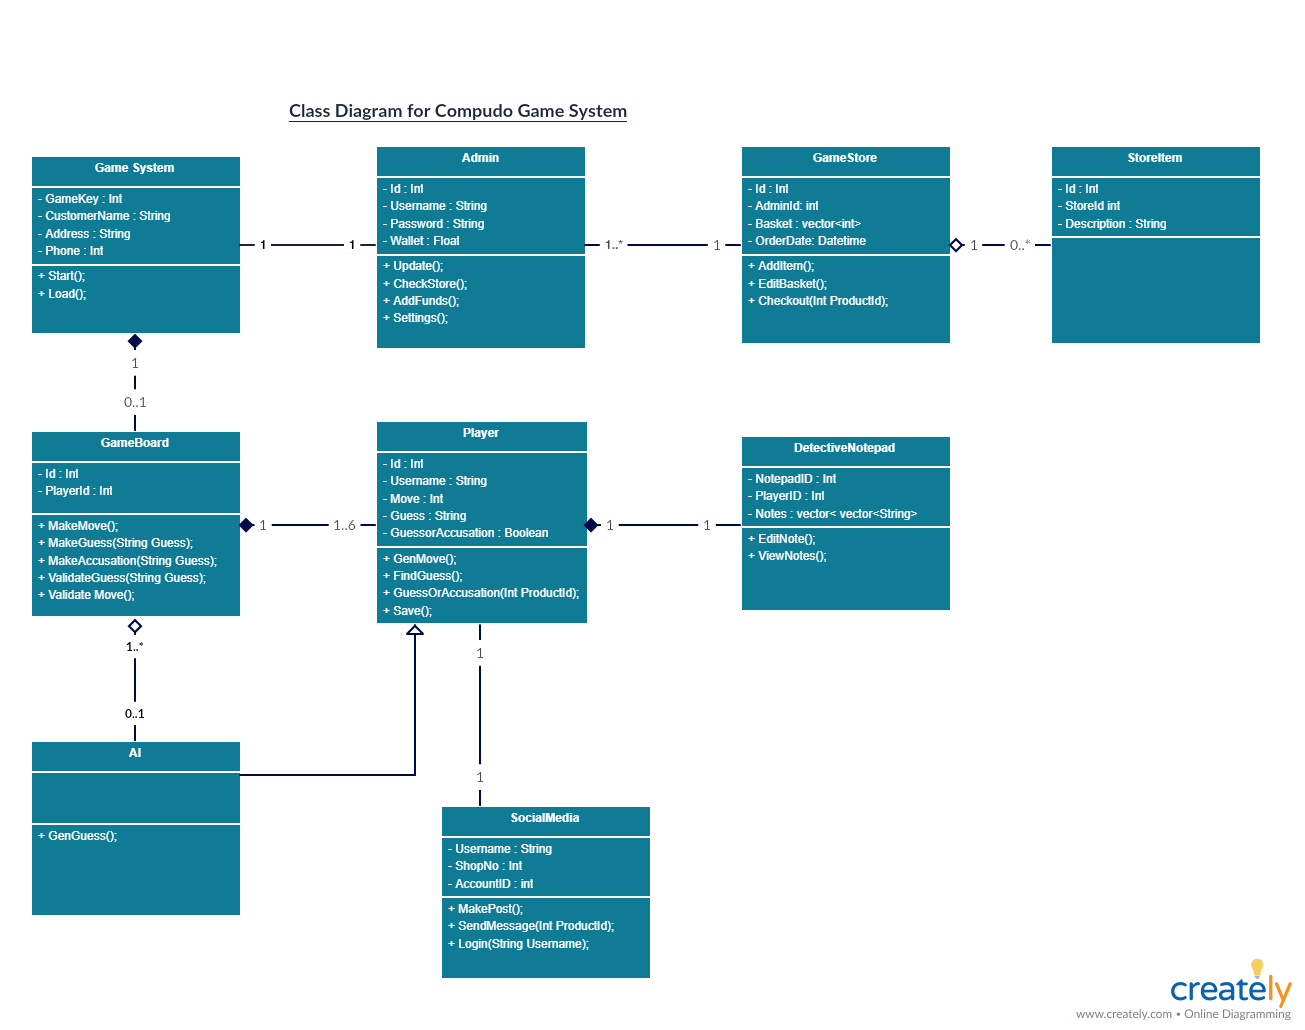 Class Diagram for Compudo Game System
Game System
- GameKey : Int
- CustomerName : String
- Address : String
- Phone : Int
+ Start();
+ Load();
1
1
Admin
- Id : Int
- Username : String
- Password : String
- Wallet : Float
+ Update();
+ CheckStore();
+ AddFunds();
+ Settings();
1..*
1
GameStore
- Id : Int
- AdminId: int
- Basket : vector<int>
- OrderDate: Datetime
+ AddItem();
+ EditBasket();
+ Checkout(Int ProductId);
1
0..*
StoreItem
- Id : Int
- StoreId int
- Description : String
1
0..1
GameBoard
- Id : Int
- PlayerId : Int
+ MakeMove();
+ MakeGuess(String Guess);
+ MakeAccusation(String Guess);
+ ValidateGuess(String Guess);
+ Validate Move();
1
1..6
Player
- Id : Int
- Username : String
- Move : Int
- Guess : String
- GuessorAccusation : Boolean
+ GenMove();
+ FindGuess();
+ GuessOrAccusation(Int ProductId);
+ Save();
1
1
DetectiveNotepad
- NotepadID : Int
- PlayerID : Int
- Notes : vector< vector<String>
+ EditNote();
+ ViewNotes();
1..*
0..1
AI
+ GenGuess();
1
1
SocialMedia
- Username : String
- ShopNo : Int
- AccountID : int
+ MakePost();
+ SendMessage(Int ProductId);
+ Login(String Username);
creately
www.creately.com • Online Diagramming